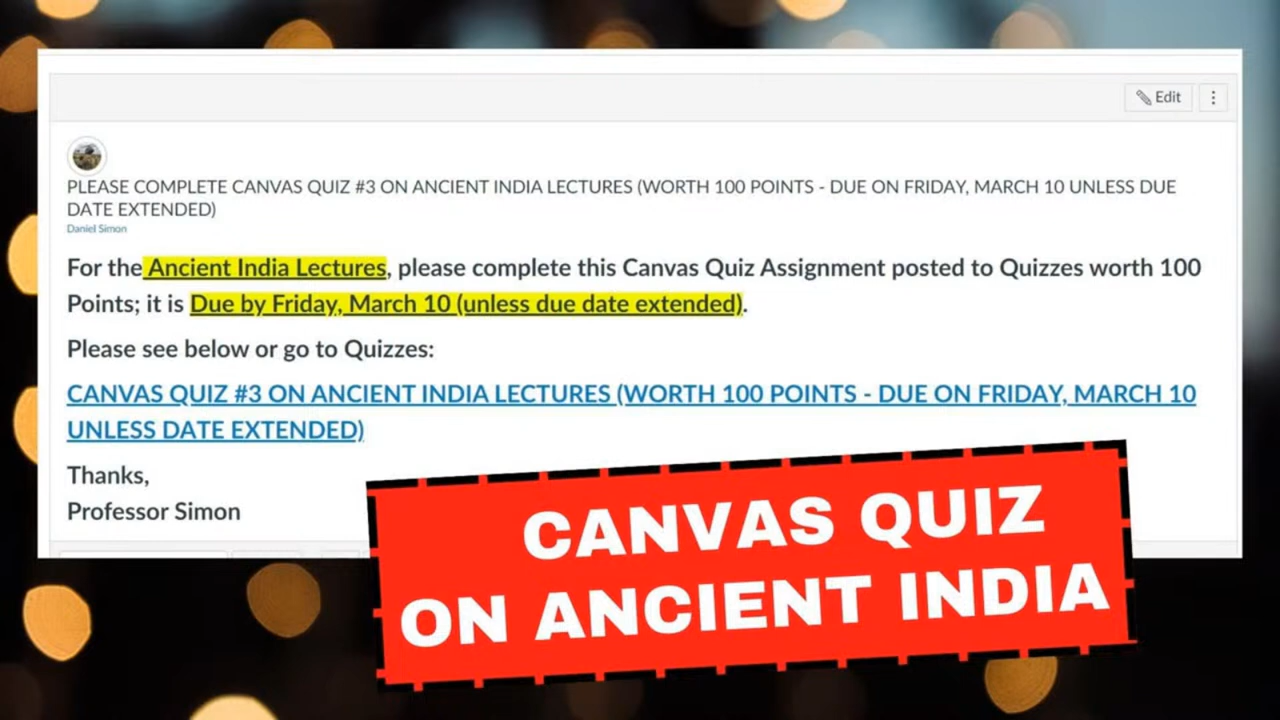 Edit
PLEASE COMPLETE CANVAS QUIZ #3 ON ANCIENT INDIA LECTURES (WORTH 100 POINTS - DUE ON FRIDAY, MARCH 10 UNLESS DUE
DATE EXTENDED)
Daniel Simon
For the Ancient India Lectures, please complete this Canvas Quiz Assignment posted to Quizzes worth 100
Points; it is Due by Friday, March 10 (unless due date extended).
Please see below or go to Quizzes:
CANVAS QUIZ #3 ON ANCIENT INDIA LECTURES (WORTH 100 POINTS - DUE ON FRIDAY, MARCH 10
UNLESS DATE EXTENDED)
Thanks,
Professor Simon
CANVAS QUIZ
ON ANCIENT INDIA